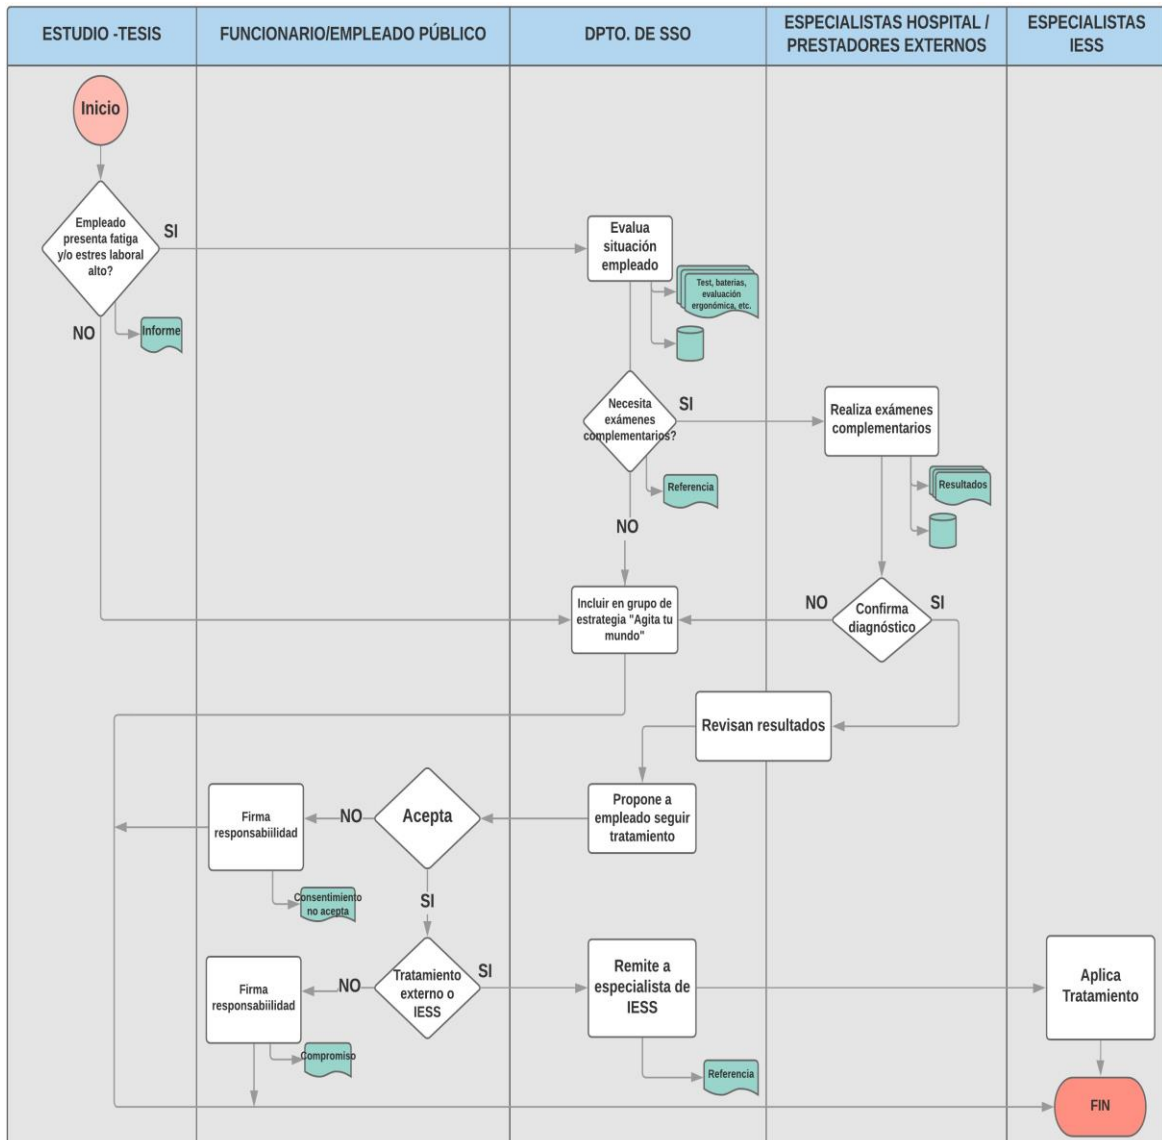 ESTUDIO -TESIS
FUNCIONARIO/EMPLEADO PÚBLICO
DPTO. DE SSO
ESPECIALISTAS HOSPITAL /
PRESTADORES EXTERNOS
ESPECIALISTAS
IESS
Inicio
Empleado
presenta fatiga
y/o estres laboral
alto?
SI
NO
Informe
Evalua
situación
empleado
Test, baterias,
evaluación
ergonómica, etc.
Necesita
exámenes
complementarios?
SI
Referencia
NO
Realiza exámenes
complementarios
Resultados
Incluir en grupo de
estrategia "Agita tu
mundo"
NO
Confirma
diagnóstico
SI
Revisan resultados
Propone a
empleado seguir
tratamiento
Acepta
NO
Firma
responsabiilidad
Consentimiento
no acepta
SI
Tratamiento
externo o
IESS
NO
SI
Firma
responsabiilidad
Compromiso
Remite a
especialista de
IESS
Referencia
Aplica
Tratamiento
FIN